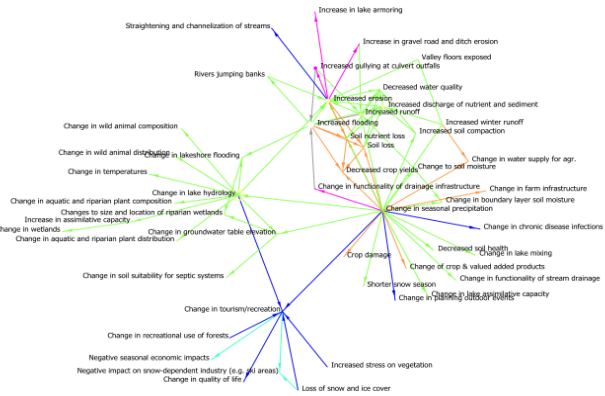 Increase in lake armoring
Straightening and channelization of streams
Increase in gravel road and ditch erosion
Valley floors exposed
Increased gullying at culvert outfalls
Rivers jumping banks
Decreased water quality
Increased erosion
Increased discharge of nutrient and sediment
Increased runoff
Increased flooding
Increased winter runoff
Change in wild animal composition
Increased soil compaction
Soil nutrient loss
Soil loss
Change in wild animal distribution
Change in lakeshore flooding
Change in water supply for agr.
Change to soil moisture
Change in temperatures
Decreased crop yields
Change in functionality of drainage infrastructure
Change in farm infrastructure
Change in lake hydrology
Change in aquatic and riparian plant composition
Change in boundary layer soil moisture
Change in seasonal precipitation
Changes to size and location of riparian wetlands
Increase in assimilative capacity
Change in chronic disease infections
hange in wetlands
Change in groundwater table elevation
Change in aquatic and riparian plant distribution
Decreased soil health
Crop damage
Change in lake mixing
Change of crop & valued added products
Change in soil suitability for septic systems
Change in functionality of stream drainage
Shorter snow season
Change in lake assimilative capacity
Change in planning outdoor events
Change in tourism/recreation
Change in recreational use of forests
Negative seasonal economic impacts
Increased stress on vegetation
Negative impact on snow-dependent industry (e.g. ski areas)
Change in quality of life
Loss of snow and ice cover